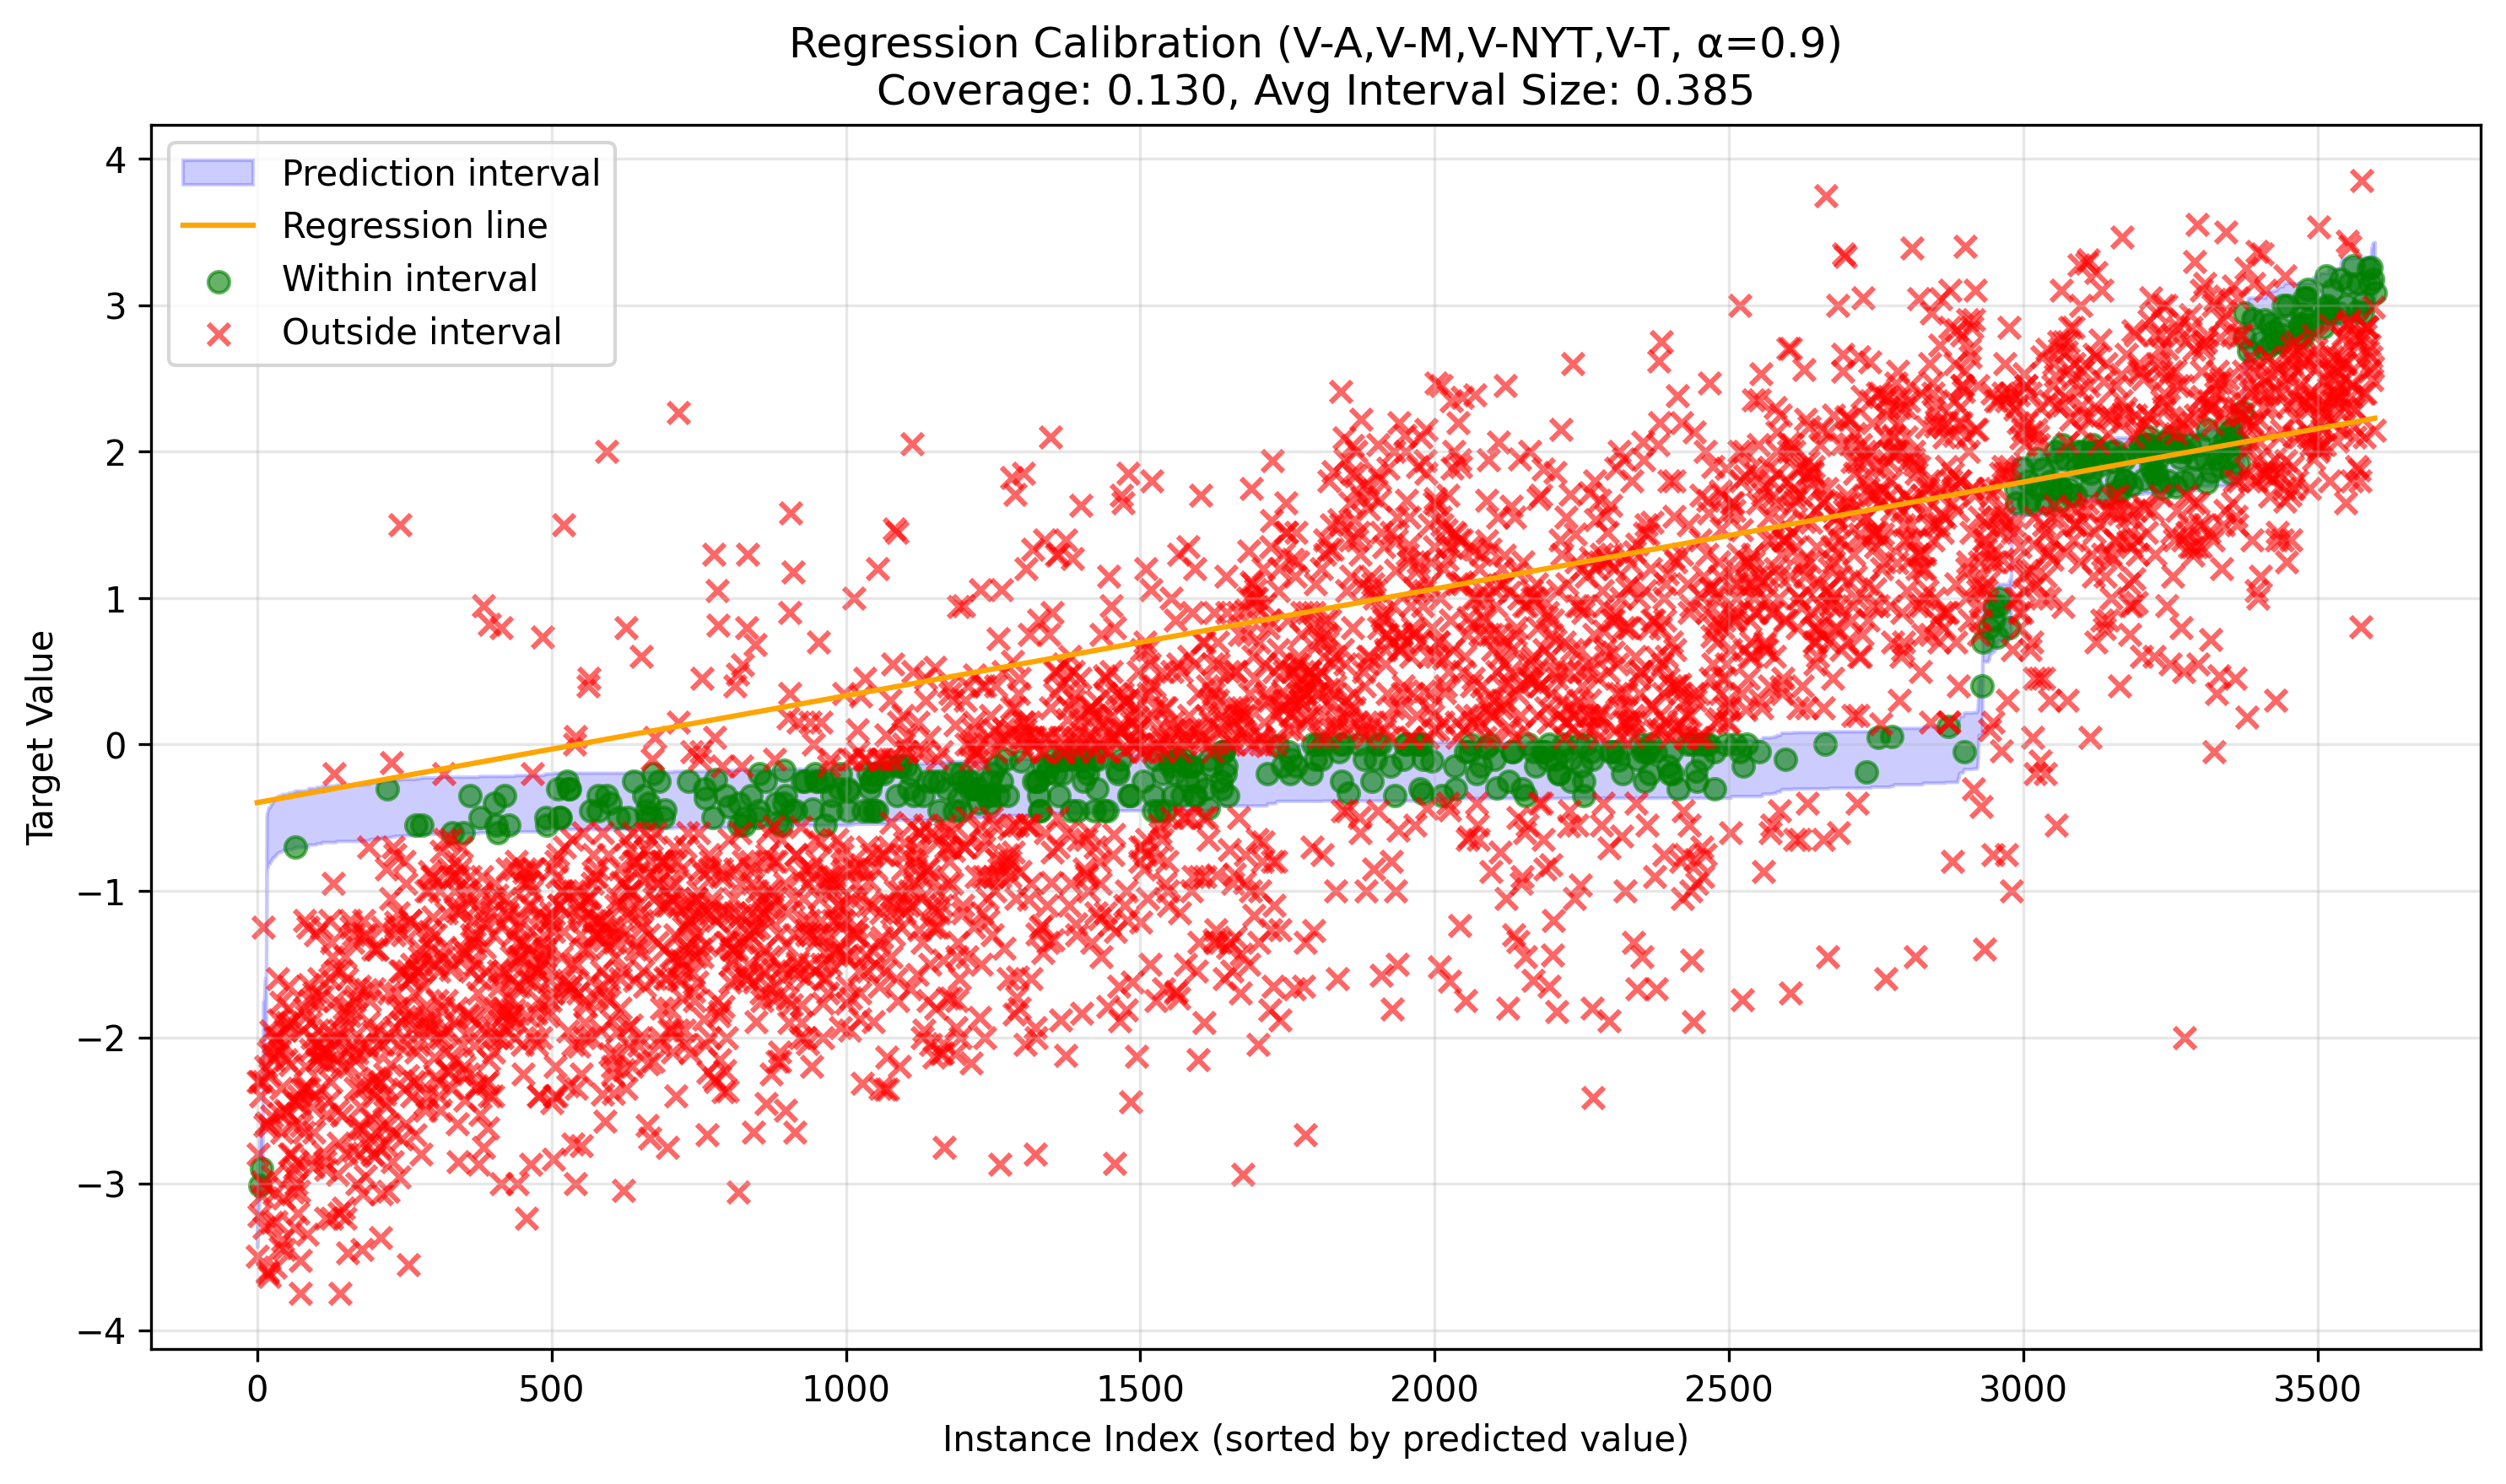 Regression Calibration (V-A,V-M,V-NYT,V-T, α=0.9)
Coverage: 0.130, Avg Interval Size: 0.385
Prediction interval
Regression line
Within interval
Outside interval
4
3
2
1
0
−1
−2
−3
−4
Target Value
0 500 1000 1500 2000 2500 3000 3500
Instance Index (sorted by predicted value)